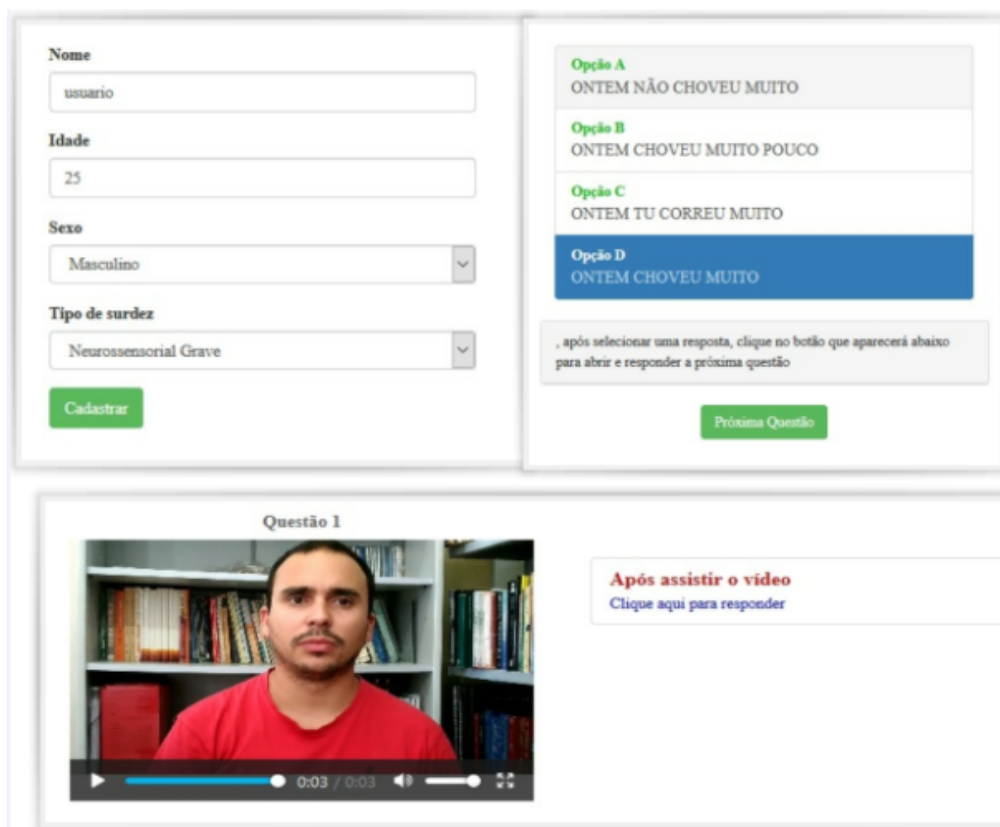 Nome
usuario
Idade
25
Sexo
Masculino
Tipo de surdez
Neurossensorial Grave
Cadastrar
Opção A
ONTEM NÃO CHOVEU MUITO
Opção B
ONTEM CHOVEU MUITO POUCO
Opção C
ONTEM TU CORREU MUITO
Opção D
ONTEM CHOVEU MUITO
, após selecionar uma resposta, clique no botão que aparecerá abaixo
para abrir e responder a próxima questão
Próxima Questão
Questão 1
0:03 / 0:03
Após assistir o vídeo
Clique aqui para responder